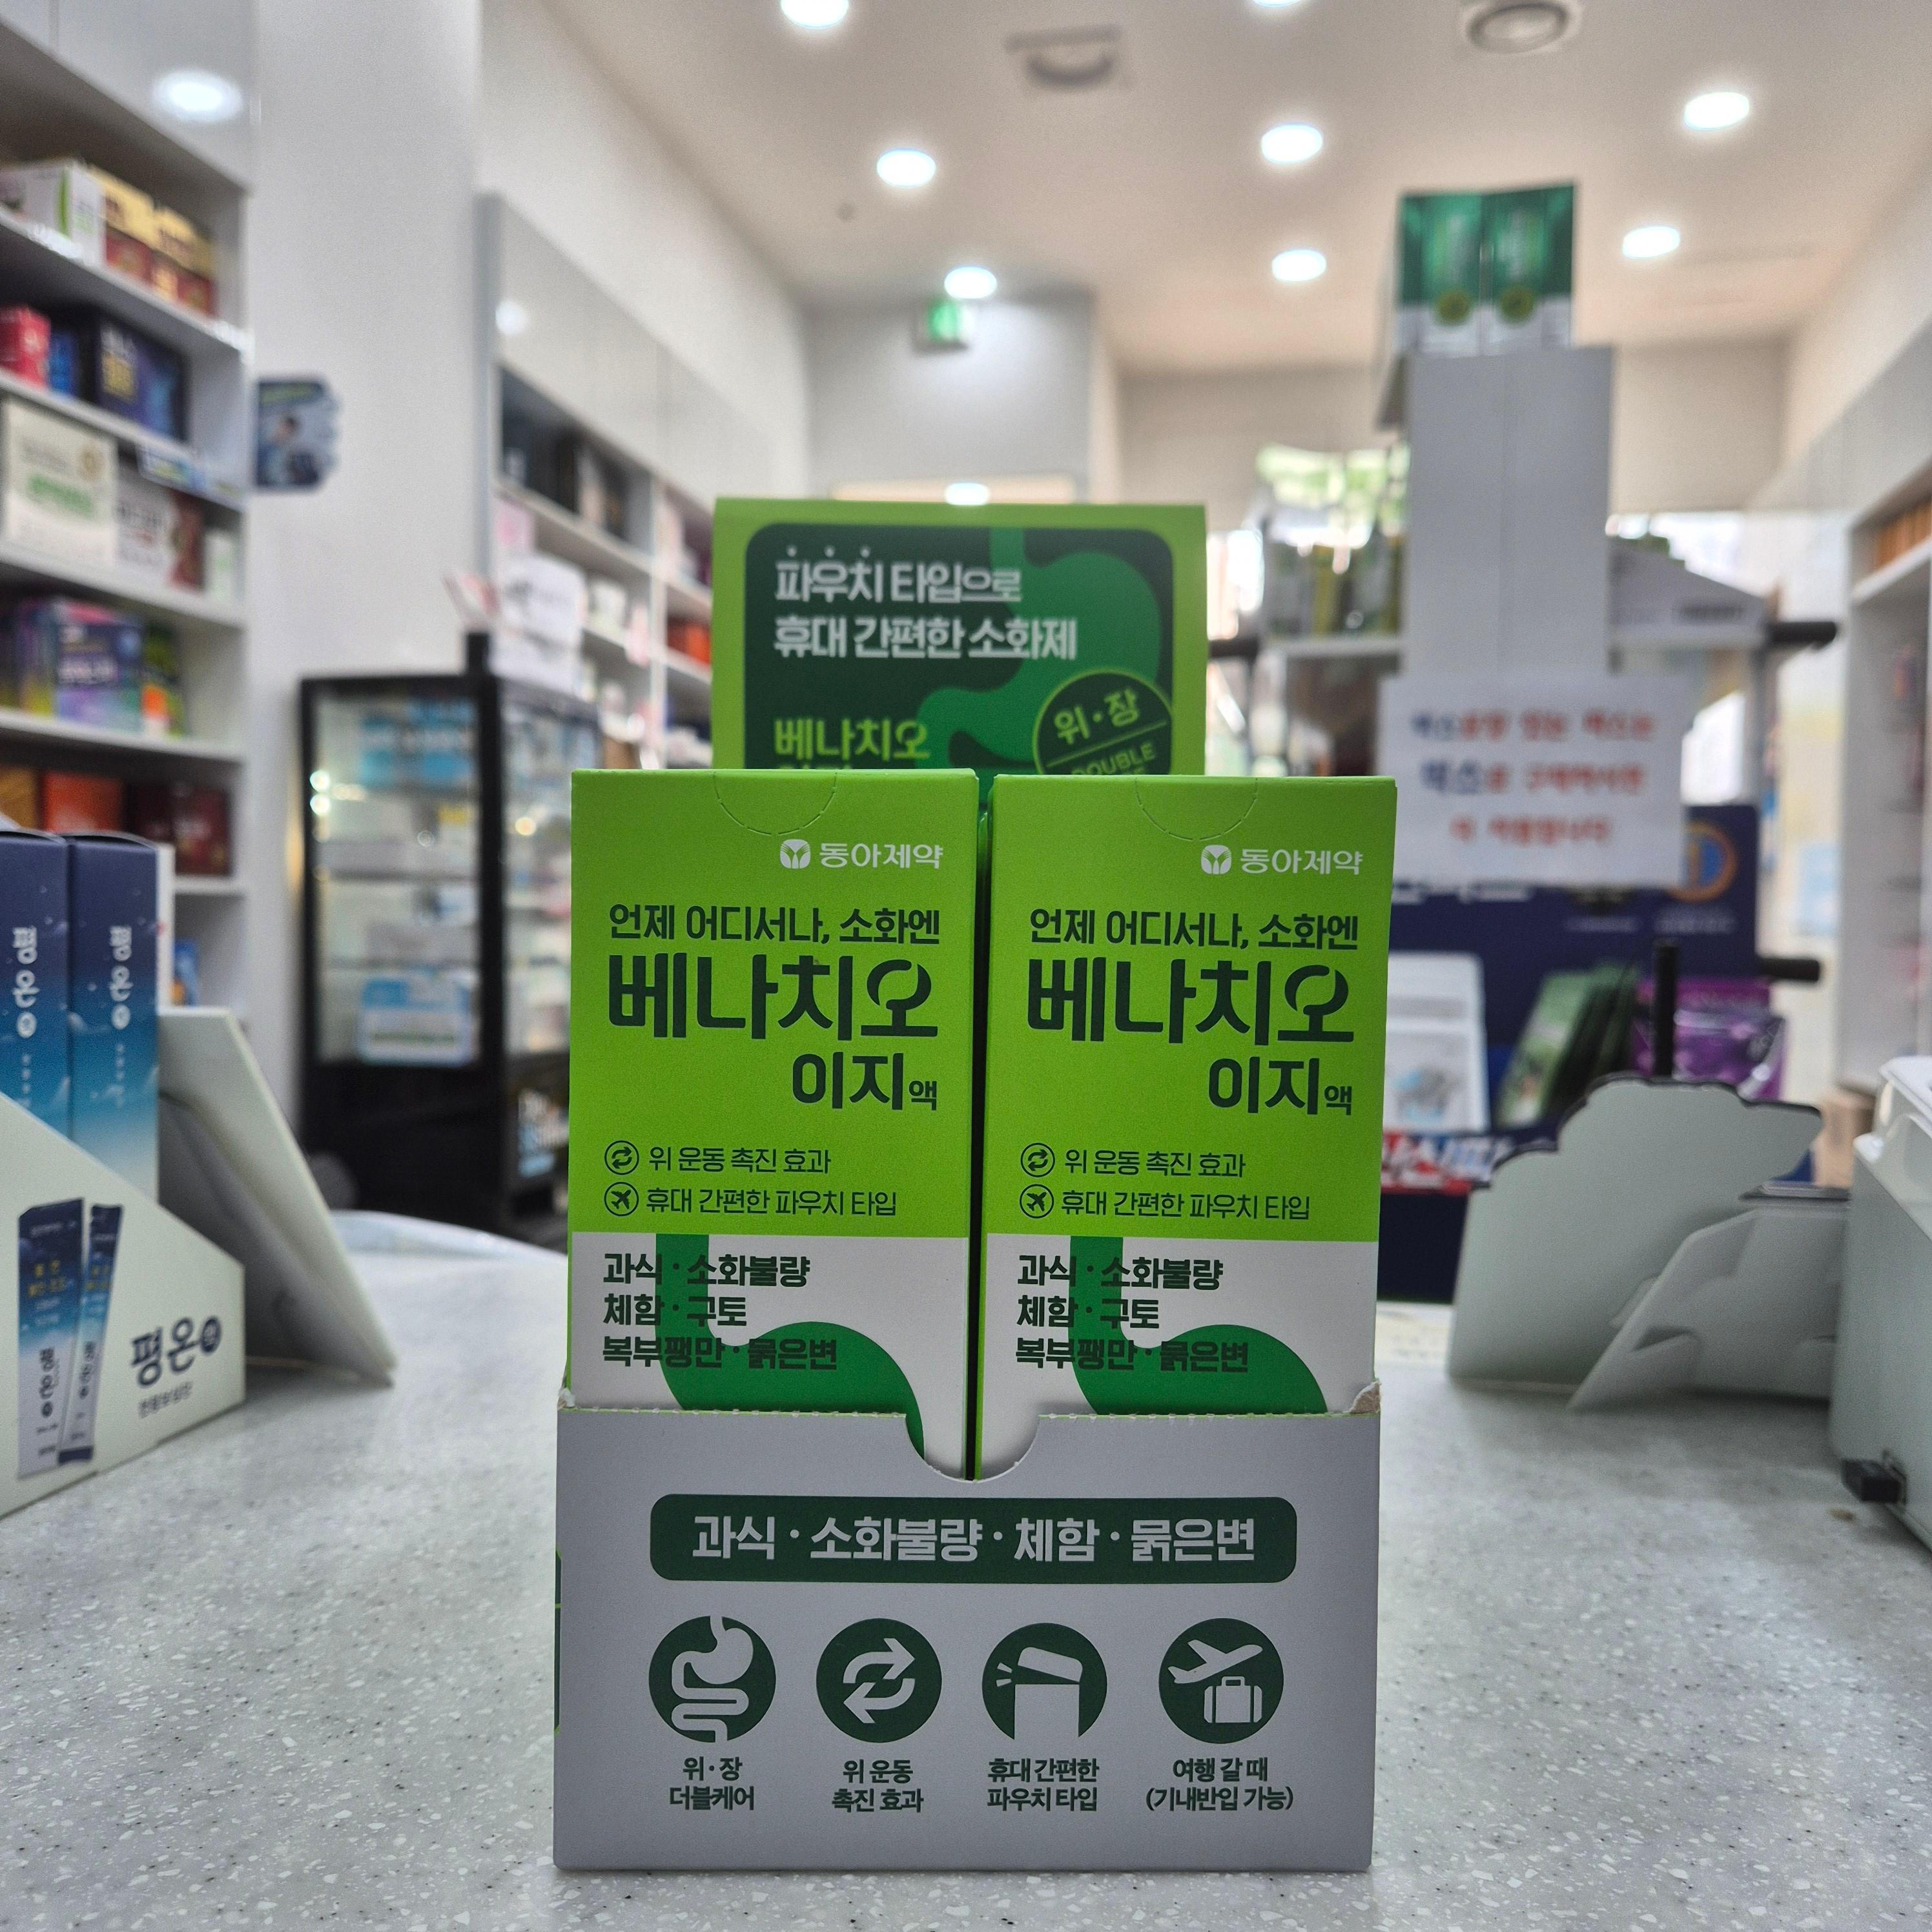 파우치 타입으로
휴대 간편한 소화제
베나치오
위·장
DOUBLE
동아제약
언제 어디서나, 소화엔
베나치오
이지액
위 운동 촉진 효과
휴대 간편한 파우치 타입
과식·소화불량
체함·구토
복부팽만·묽은변
동아제약
언제 어디서나, 소화엔
베나치오
이지액
위 운동 촉진 효과
휴대 간편한 파우치 타입
과식·소화불량
체함·구토
복부팽만·묽은변
과식·소화불량·체함·묽은변
위·장
더블케어
위 운동
촉진 효과
휴대 간편한
파우치 타입
여행 갈 때
(기내반입 가능)
평온
평온
평온
평온